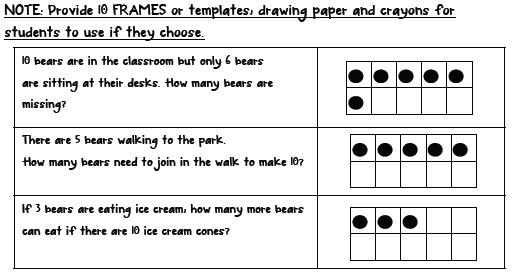 NOTE: Provide 10 FRAMES or templates, drawing paper and crayons for
students to use if they choose.
10 bears are in the classroom but only 6 bears
are sitting at their desks. How many bears are
missing?
There are 5 bears walking to the park.
How many bears need to join in the walk to make 10?
If 3 bears are eating ice cream, how many more bears
can eat if there are 10 ice cream cones?